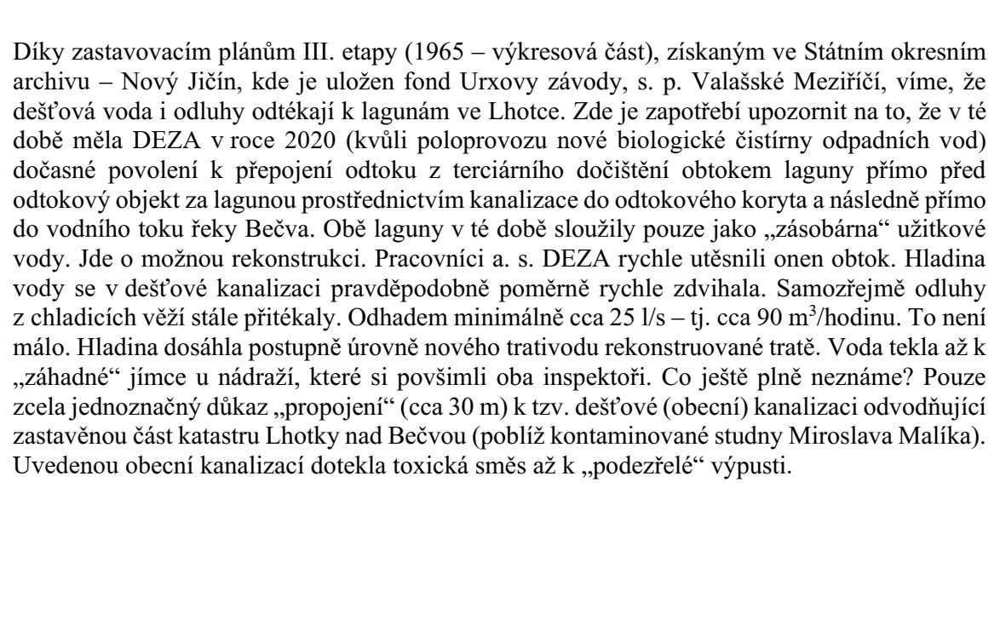 Díky zastavovacím plánům III. etapy (1965 – výkresová část), získaným ve Státním okresním
archivu – Nový Jičín, kde je uložen fond Urxovy závody, s. p. Valašské Meziříčí, víme, že
dešťová voda i odluhy odtékají k lagunám ve Lhotce. Zde je zapotřebí upozornit na to, že v té
době měla DEZA v roce 2020 (kvůli poloprovozu nové biologické čistírny odpadních vod)
dočasné povolení k přepojení odtoku z terciárního dočištění obtokem laguny přímo před
odtokový objekt za lagunou prostřednictvím kanalizace do odtokového koryta a následně přímo
do vodního toku řeky Bečva. Obě laguny v té době sloužily pouze jako „zásobárna“ užitkové
vody. Jde o možnou rekonstrukci. Pracovníci a. s. DEZA rychle utěsnili onen obtok. Hladina
vody se v dešťové kanalizaci pravděpodobně poměrně rychle zdvihala. Samozřejmě odluhy
z chladicích věží stále přitékaly. Odhadem minimálně cca 25 l/s – tj. cca 90 m³/hodinu. To není
málo. Hladina dosáhla postupně úrovně nového trativodu rekonstruované tratě. Voda tekla až k
„záhadné“ jímce u nádraží, které si povšimli oba inspektoři. Co ještě plně neznáme? Pouze
zcela jednoznačný důkaz „propojení“ (cca 30 m) k tzv. dešťové (obecní) kanalizaci odvodňující
zastavěnou část katastru Lhotky nad Bečvou (poblíž kontaminované studny Miroslava Malíka).
Uvedenou obecní kanalizací dotekla toxická směs až k „podezřelé“ výpusti.